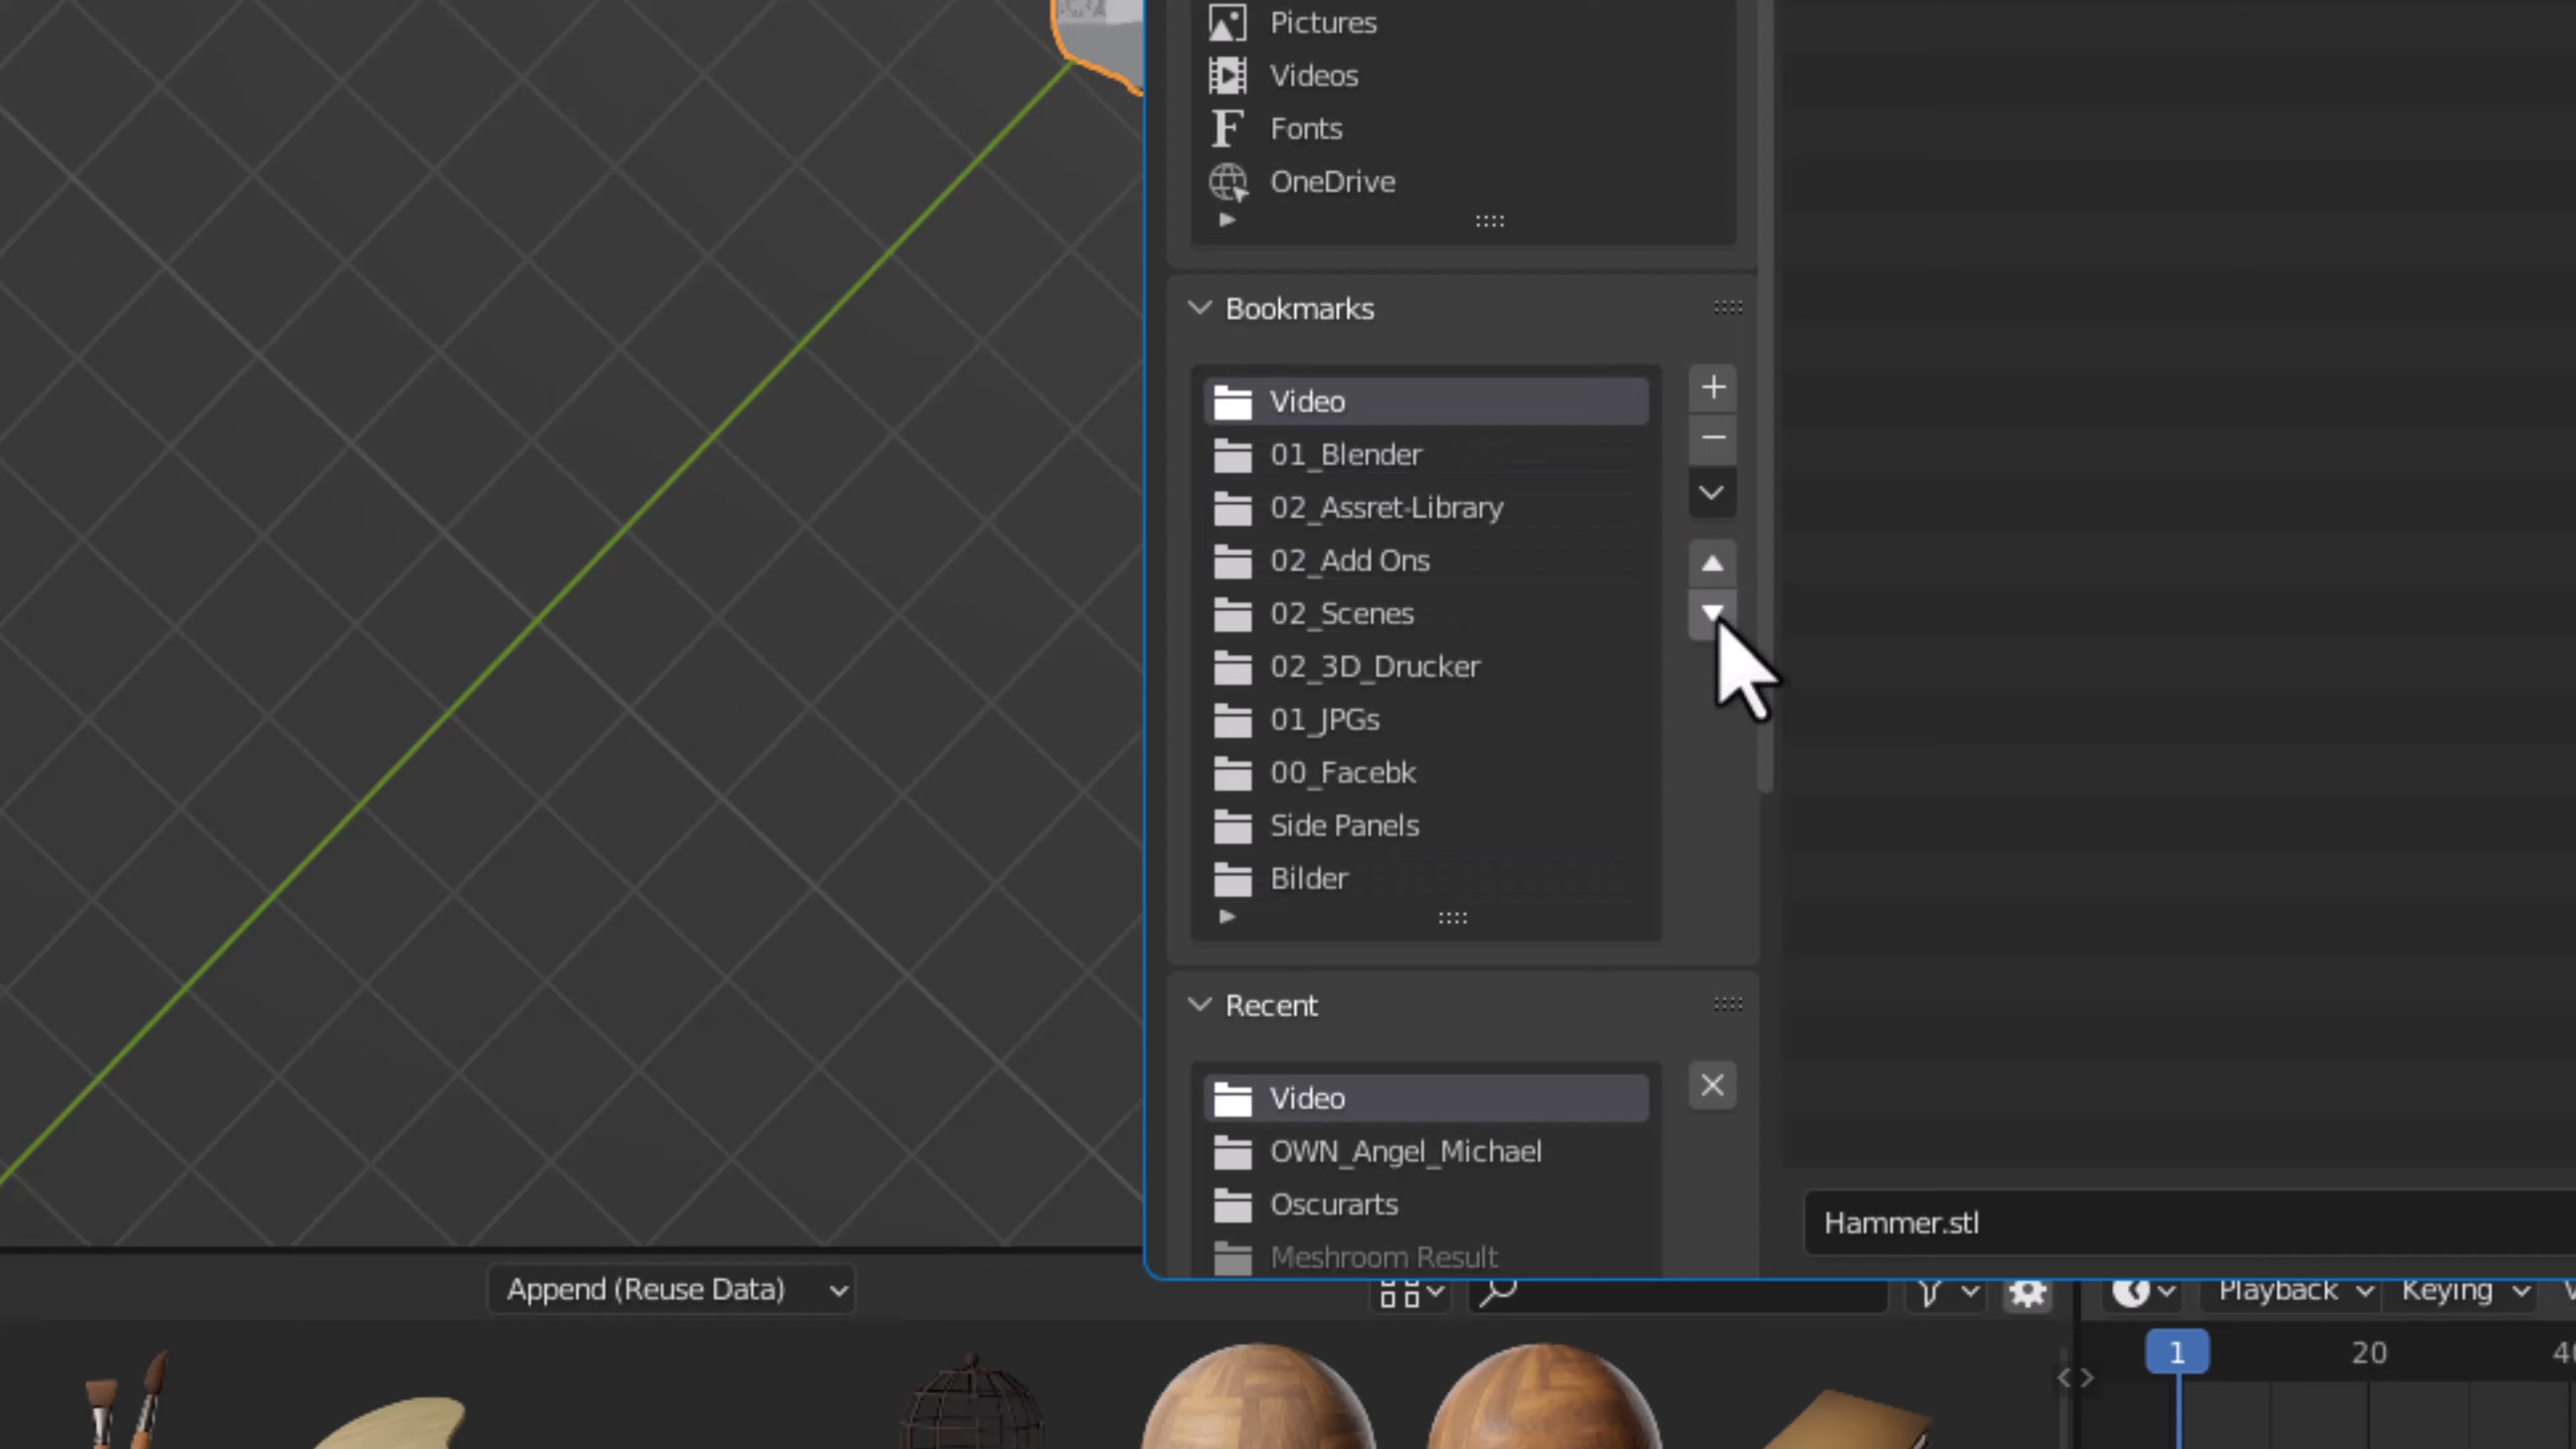 Pictures
Videos
Fonts
OneDrive
Bookmarks
Video
01_Blender
02_Assret-Library
02_Add Ons
02_Scenes
02_3D_Drucker
01_JPGs
00_Facebk
Side Panels
Bilder
Recent
Video
OWN_Angel_Michael
Oscurarts
Meshroom Result
Hammer.stl
Append (Reuse Data)
Playback
Keying
1
20